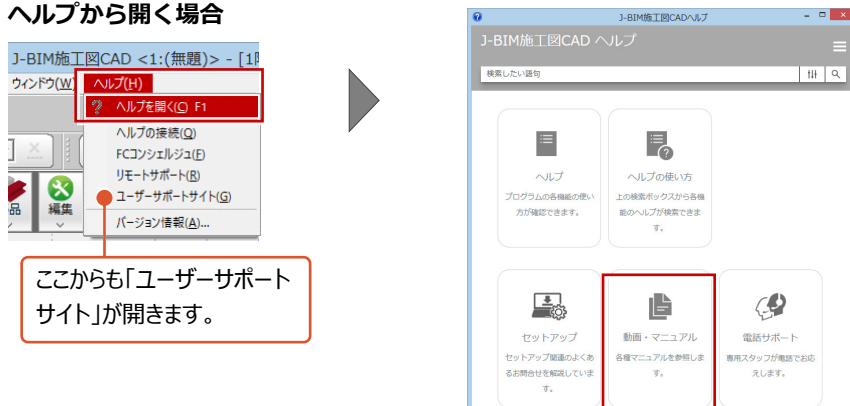 ヘルプから開く場合
J-BIM施工図CAD <1:(無題)> - [1階
ウィンドウ(W) ヘルプ(H)
ヘルプを開く(C) F1
ヘルプの接続(Q)
FCコンシェルジュ(F)
リモートサポート(R)
ユーザーサポートサイト(G)
バージョン情報(A)...
品 編集
ここからも「ユーザーサポート
サイト」が開きます。
J-BIM施工図CADヘルプ
J-BIM施工図CAD ヘルプ
検索したい語句
ヘルプ
プログラムの各機能の使い
方が確認できます。
ヘルプの使い方
上の検索ボックスから各機
能のヘルプが検索できま
す。
セットアップ
セットアップ関連のよくあ
るお問合せを解説していま
す。
動画・マニュアル
各種マニュアルを参照しま
す。
電話サポート
専用スタッフが電話でお応
えします。